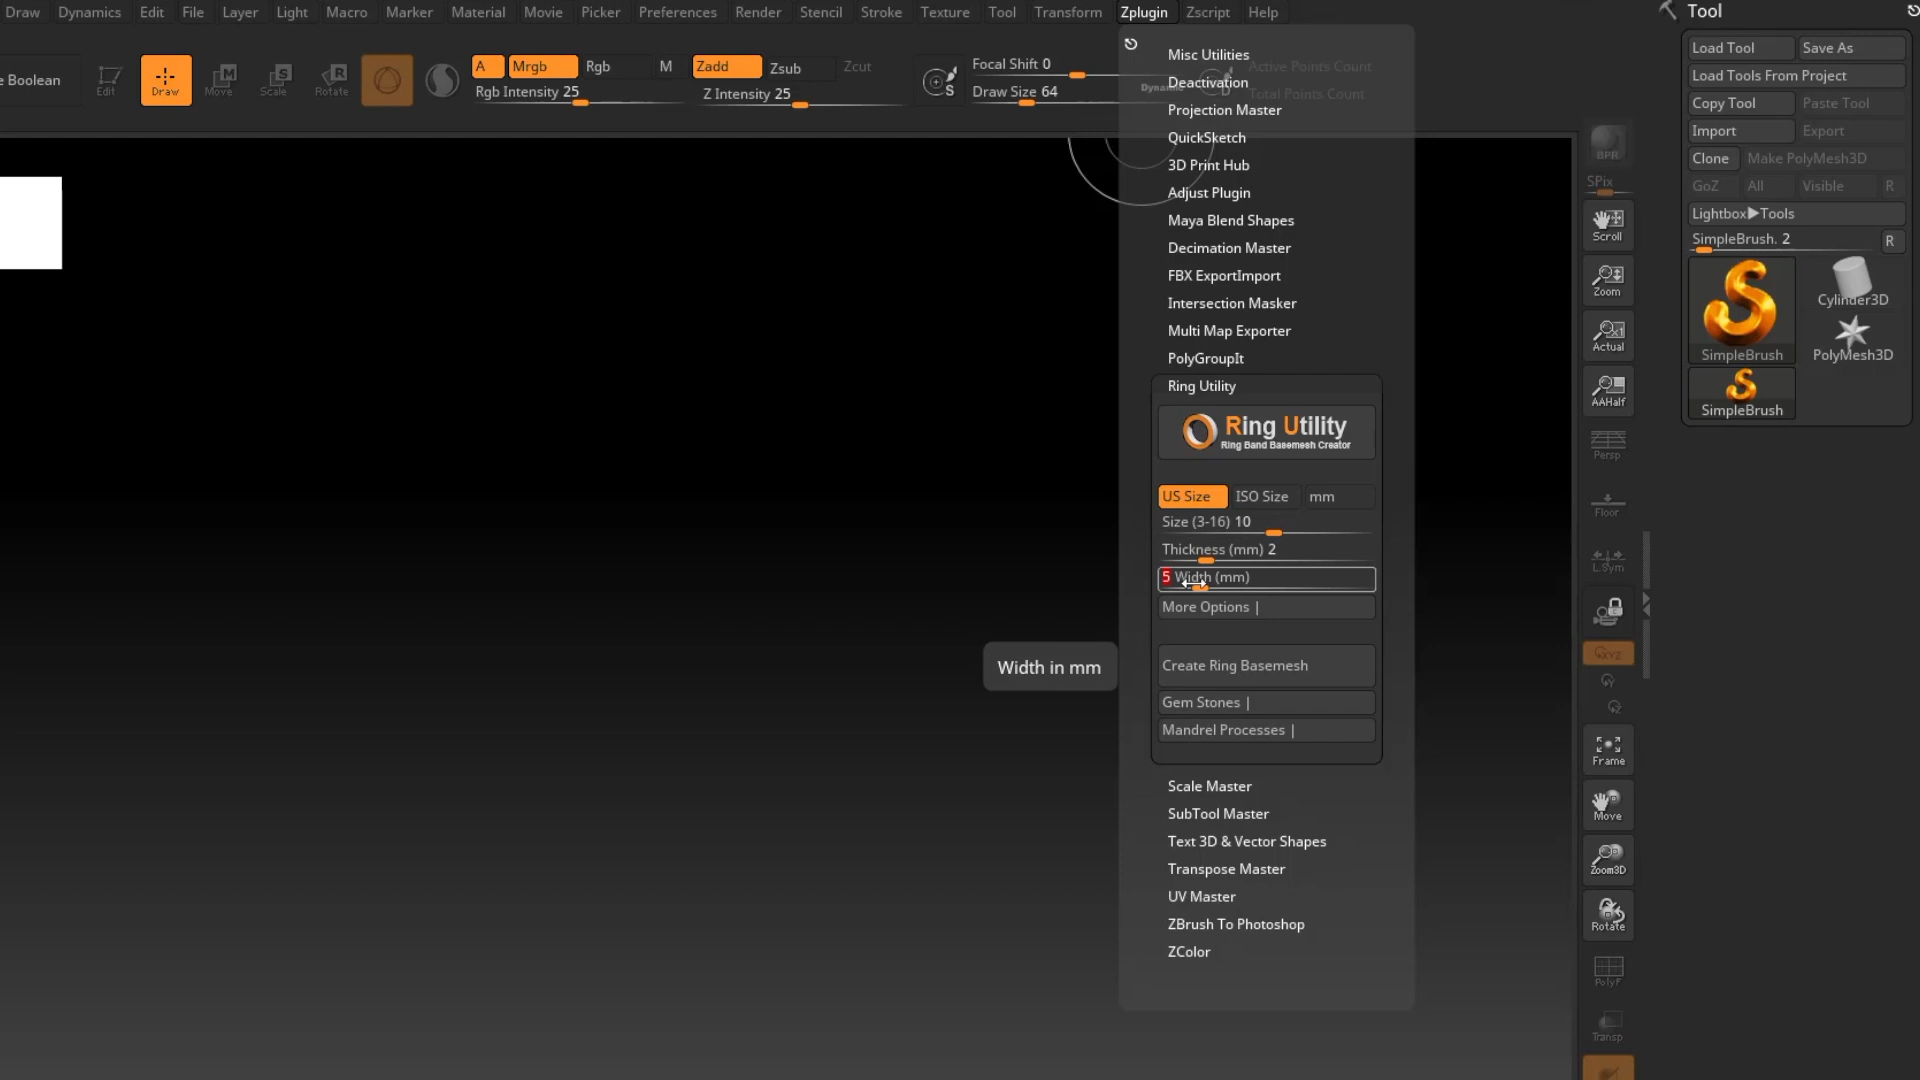 Draw Dynamics Edit File Layer Light Macro Marker Material Movie Picker Preferences Render Stencil Stroke Texture Tool Transform Zplugin Zscript Help
Tool
e Boolean
Edit
Draw
Move
Scale
Rotate
A Mrgb Rgb M
Rgb Intensity 25
Zadd Zsub Zcut
Z Intensity 25
S
Focal Shift 0
Draw Size 64
D
Active Points Count
Total Points Count
Misc Utilities
Deactivation
Projection Master
QuickSketch
3D Print Hub
Adjust Plugin
Maya Blend Shapes
Decimation Master
FBX ExportImport
Intersection Masker
Multi Map Exporter
PolyGroupIt
Ring Utility
Ring Utility
Ring Band Basemesh Creator
US Size ISO Size mm
Size (3-16) 10
Thickness (mm) 2
5 Width (mm)
More Options |
Create Ring Basemesh
Gem Stones |
Mandrel Processes |
Width in mm
Scale Master
SubTool Master
Text 3D & Vector Shapes
Transpose Master
UV Master
ZBrush To Photoshop
ZColor
BPR
SPix
Scroll
Zoom
Actual
AAHalf
Persp
Floor
L.Sym
XYZ
Frame
Move
Zoom3D
Rotate
PolyF
Transp
Load Tool Save As
Load Tools From Project
Copy Tool Paste Tool
Import Export
Clone Make PolyMesh3D
GoZ All Visible R
Lightbox▶Tools
SimpleBrush. 2 R
SimpleBrush
Cylinder3D
PolyMesh3D
SimpleBrush